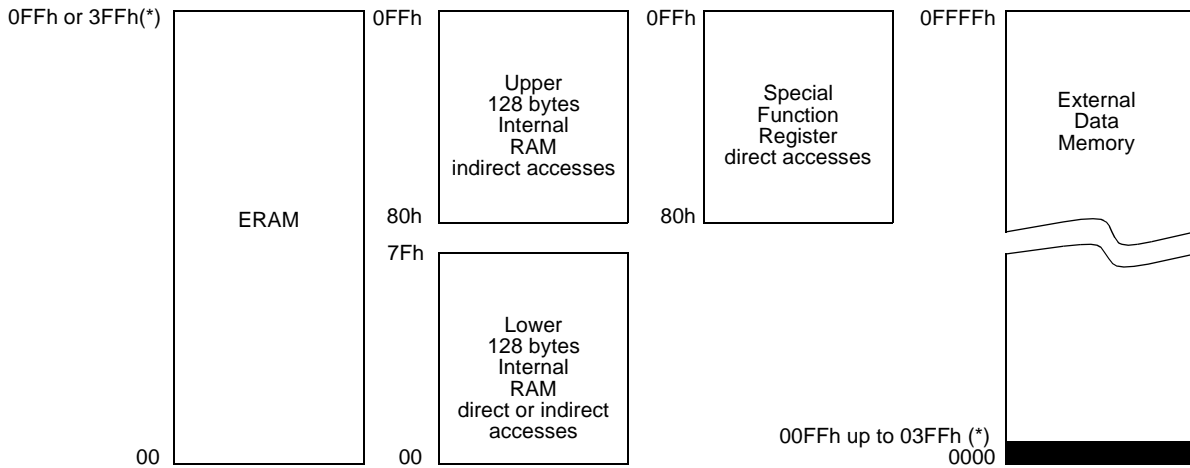 0FFh or 3FFh(*)
ERAM
00
0FFh
Upper
128 bytes
Internal
RAM
indirect accesses
80h
7Fh
Lower
128 bytes
Internal
RAM
direct or indirect
accesses
00
0FFh
Special
Function
Register
direct accesses
80h
0FFFFh
External
Data
Memory
00FFh up to 03FFh (*)
0000